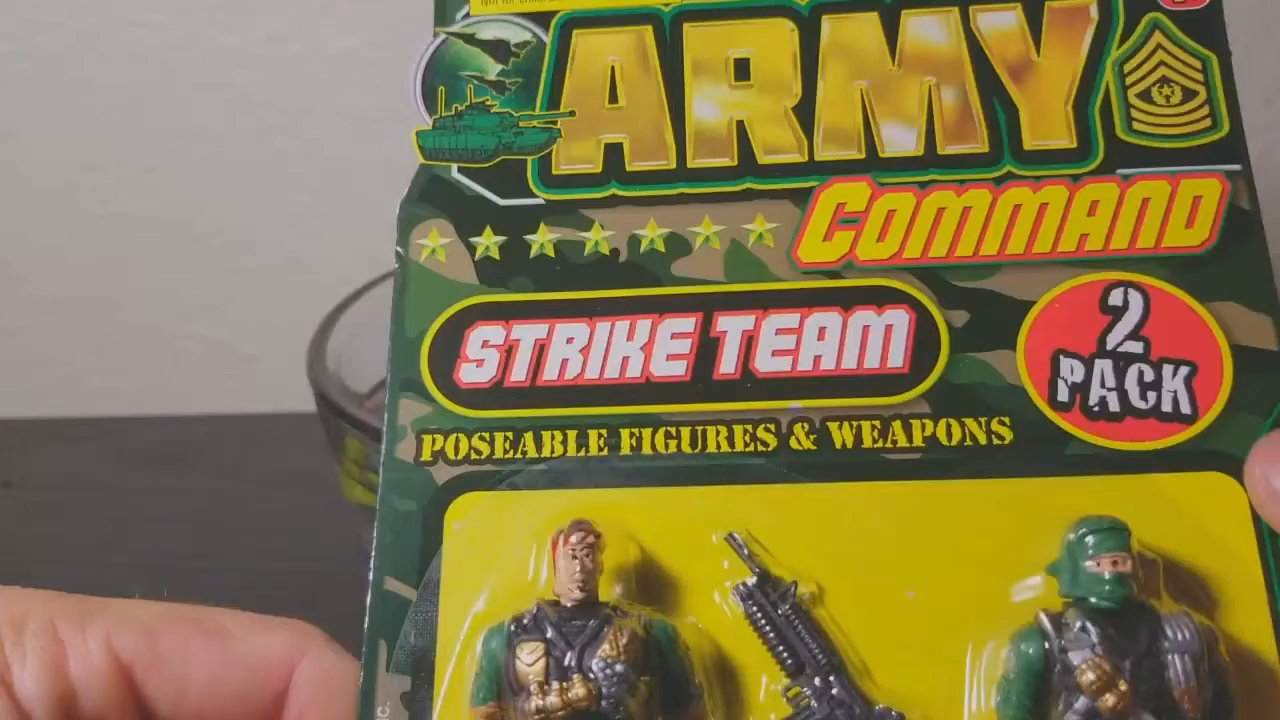 ARMY
COMMAND
STRIKE TEAM
2
PACK
POSEABLE FIGURES & WEAPONS